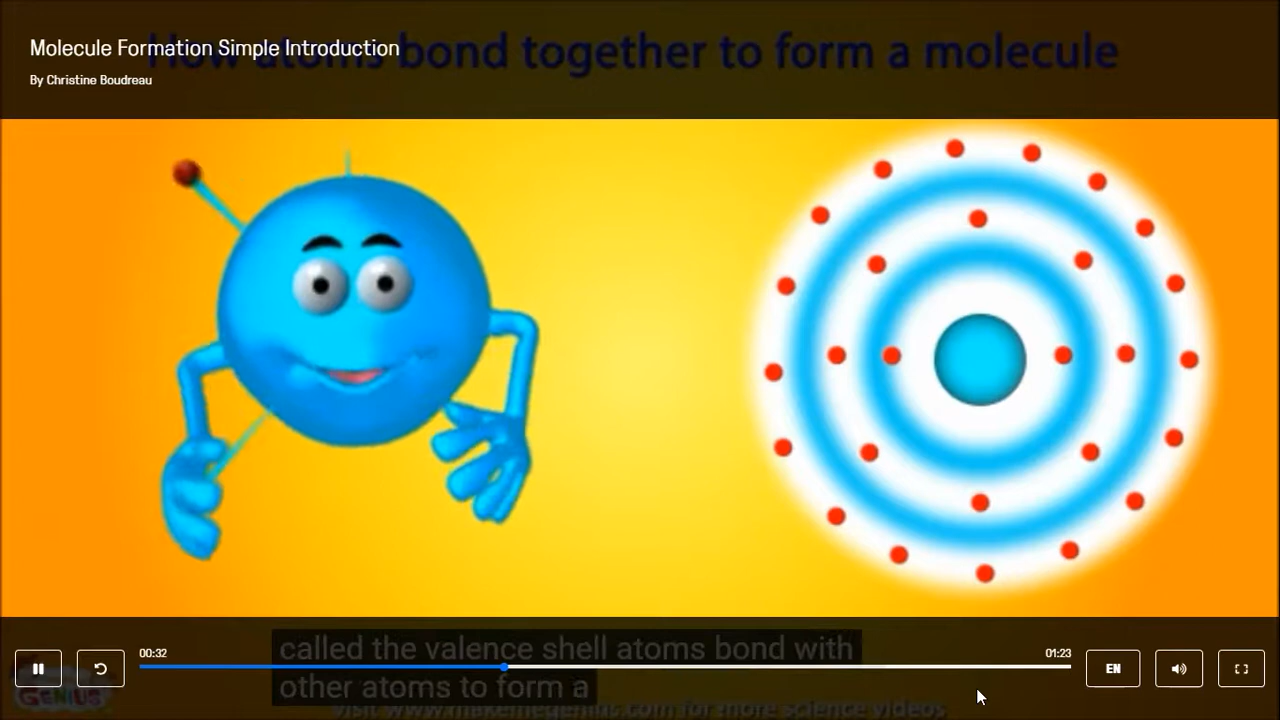 Molecule Formation Simple Introduction
How atoms bond together to form a molecule
By Christine Boudreau
called the valence shell atoms bond with
00:32
01:23
EN
other atoms to form a
GENIUS
visit www.makemegenius.com for more science videos